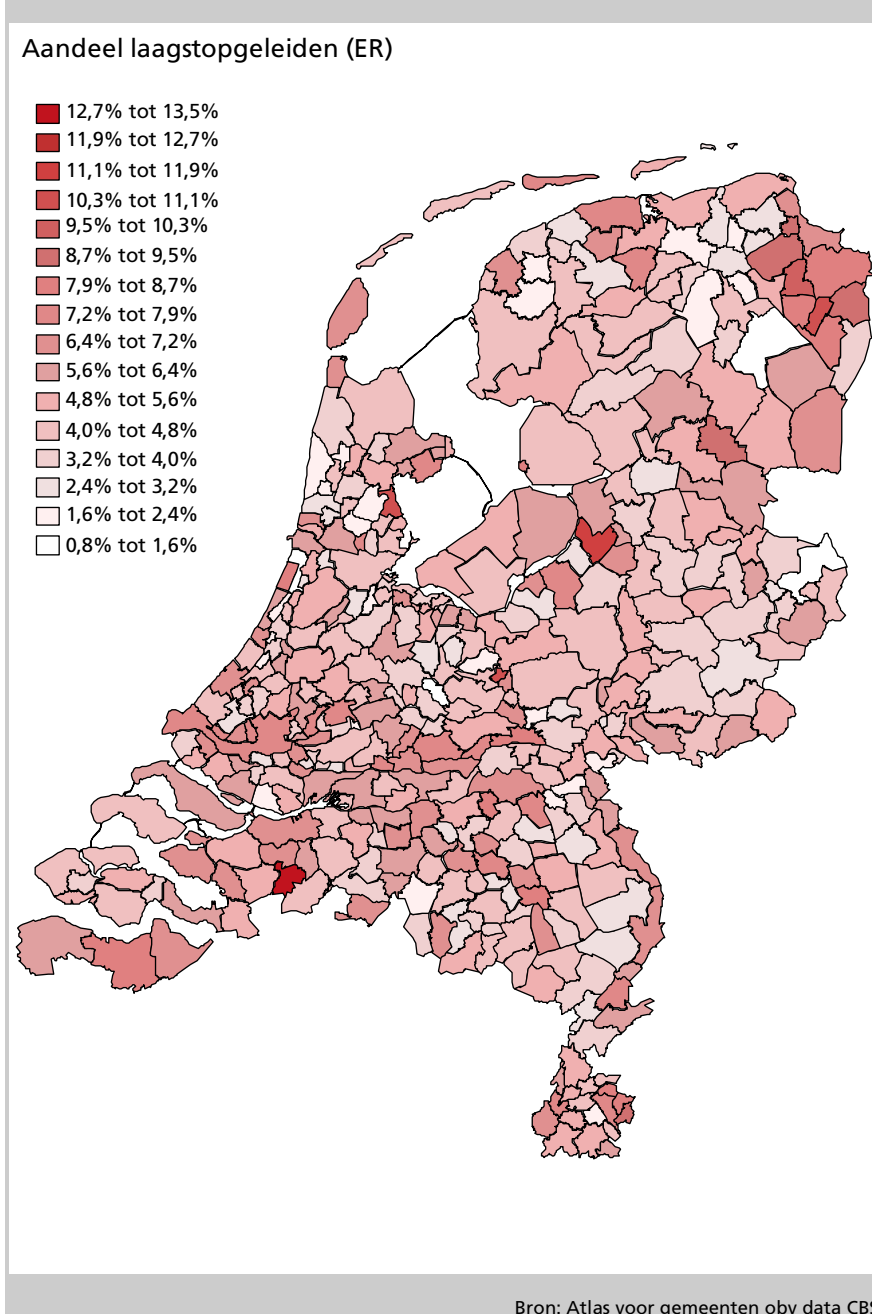 Aandeel laagstopgeleiden (ER)
12,7% tot 13,5%
11,9% tot 12,7%
11,1% tot 11,9%
10,3% tot 11,1%
9,5% tot 10,3%
8,7% tot 9,5%
7,9% tot 8,7%
7,2% tot 7,9%
6,4% tot 7,2%
5,6% tot 6,4%
4,8% tot 5,6%
4,0% tot 4,8%
3,2% tot 4,0%
2,4% tot 3,2%
1,6% tot 2,4%
0,8% tot 1,6%
Bron: Atlas voor gemeenten obv data CBS